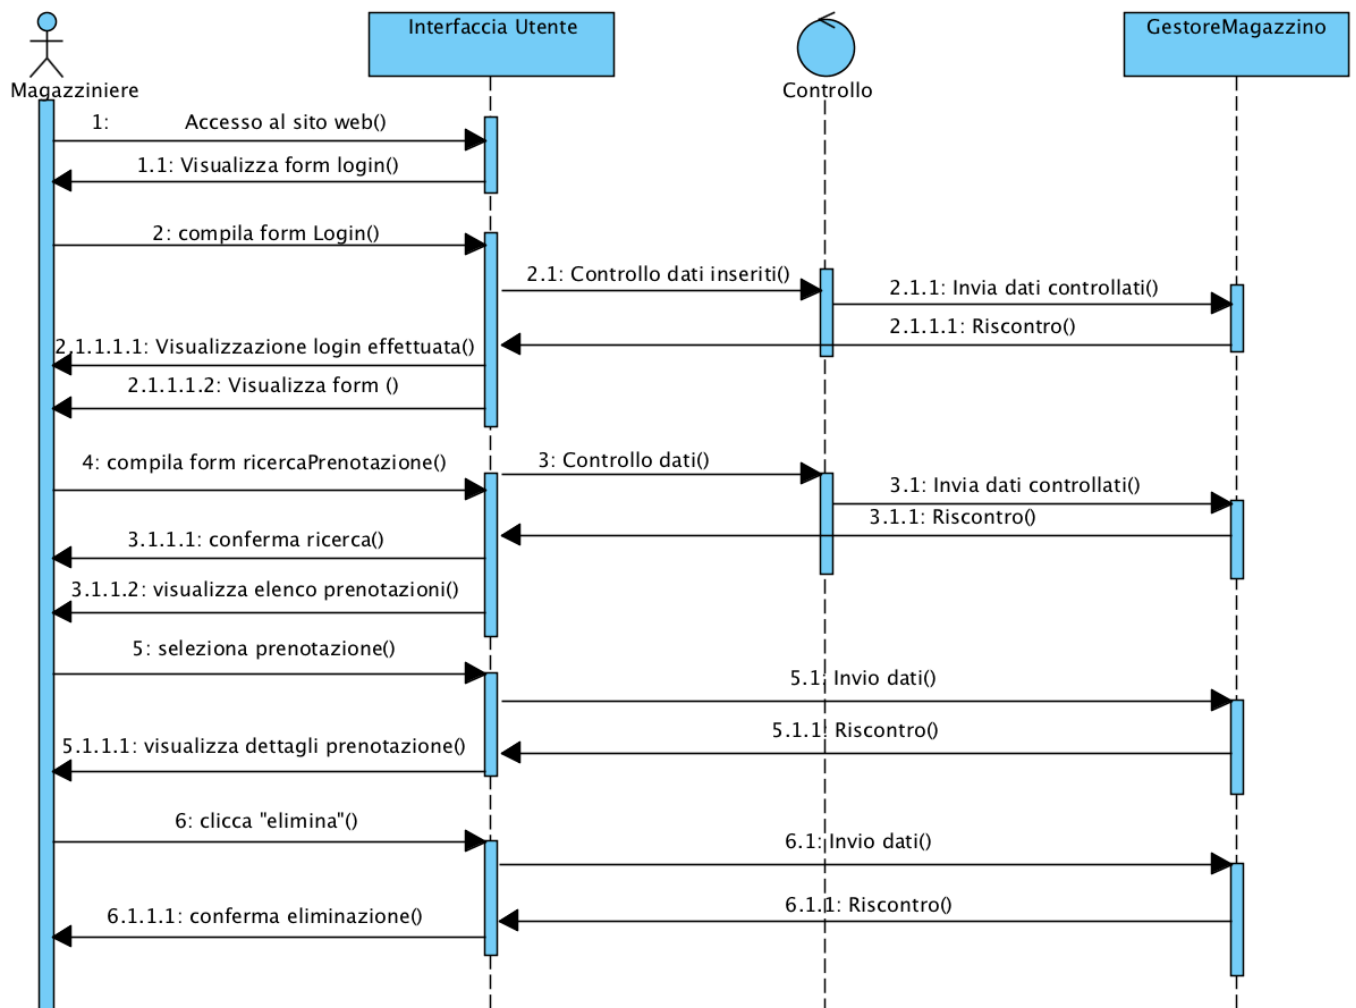 Interfaccia Utente
GestoreMagazzino
Magazziniere
Controllo
1: Accesso al sito web()
1.1: Visualizza form login()
2: compila form Login()
2.1: Controllo dati inseriti()
2.1.1: Invia dati controllati()
2.1.1.1: Riscontro()
2.1.1.1.1: Visualizzazione login effettuata()
2.1.1.1.2: Visualizza form ()
4: compila form ricercaPrenotazione()
3: Controllo dati()
3.1: Invia dati controllati()
3.1.1: Riscontro()
3.1.1.1: conferma ricerca()
3.1.1.2: visualizza elenco prenotazioni()
5: seleziona prenotazione()
5.1: Invio dati()
5.1.1: Riscontro()
5.1.1.1: visualizza dettagli prenotazione()
6: clicca "elimina"()
6.1: Invio dati()
6.1.1: Riscontro()
6.1.1.1: conferma eliminazione()